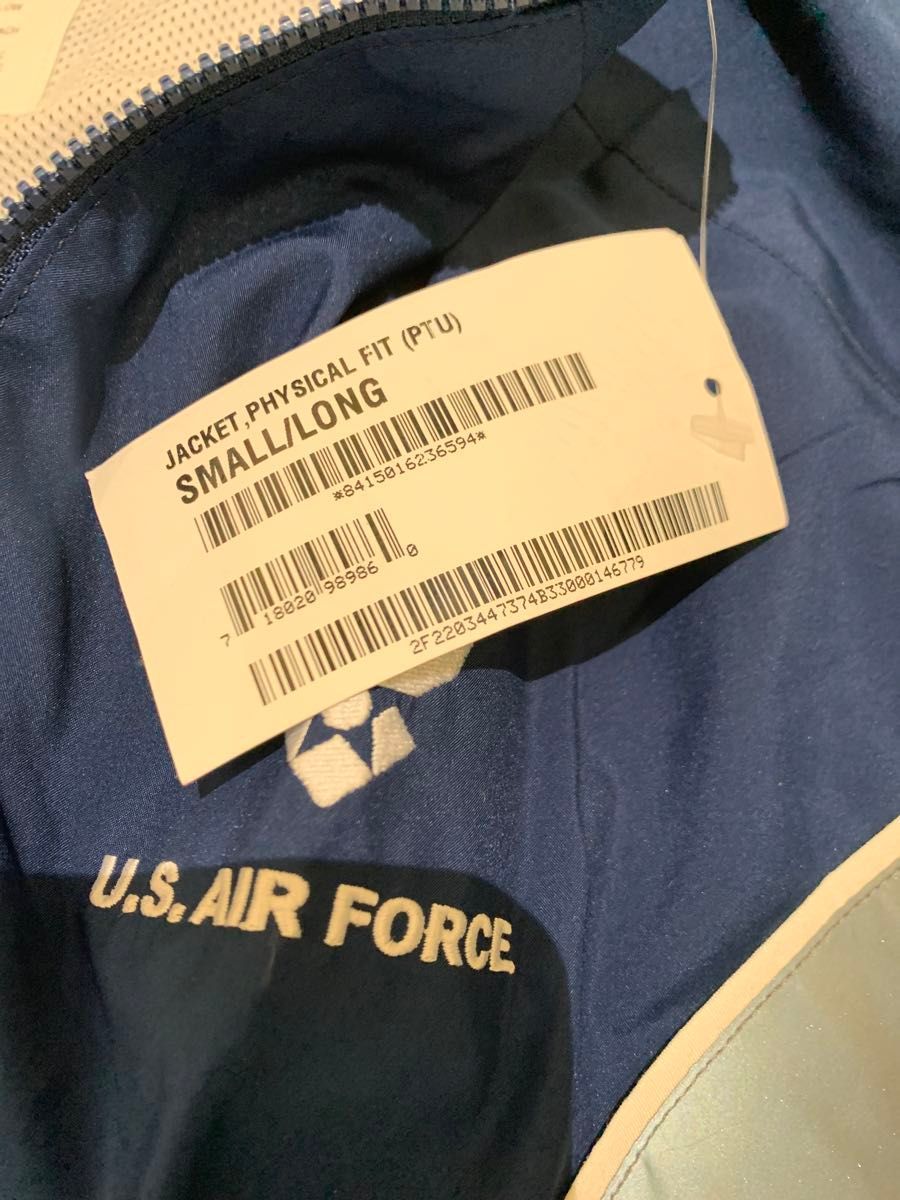 JACKET,PHYSICAL FIT (PTU)
SMALL/LONG
*8415016236594*
7 18020 98986 0
2F2203447374B33000146779
U.S. AIR FORCE